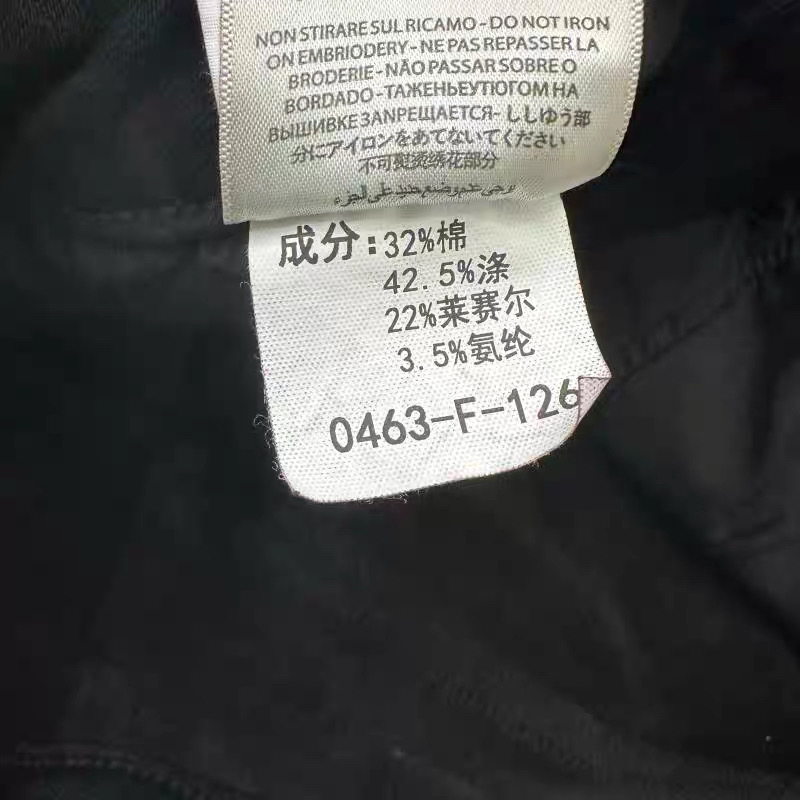 NON STIRARE SUL RICAMO - DO NOT IRON
ON EMBRIODERY - NE PAS REPASSER LA
BRODERIE - NÃO PASSAR SOBRE O
BORDADO - ТАЖЕНЬЕУТЮГОМ НА
ВЫШИВКЕ ЗАПРЕЩАЕТСЯ - ししゆう部
分にアイロンをあてないてください
不可熨烫绣花部分
成分:32%棉
42.5%涤
22%莱赛尔
3.5%氨纶
0463-F-126